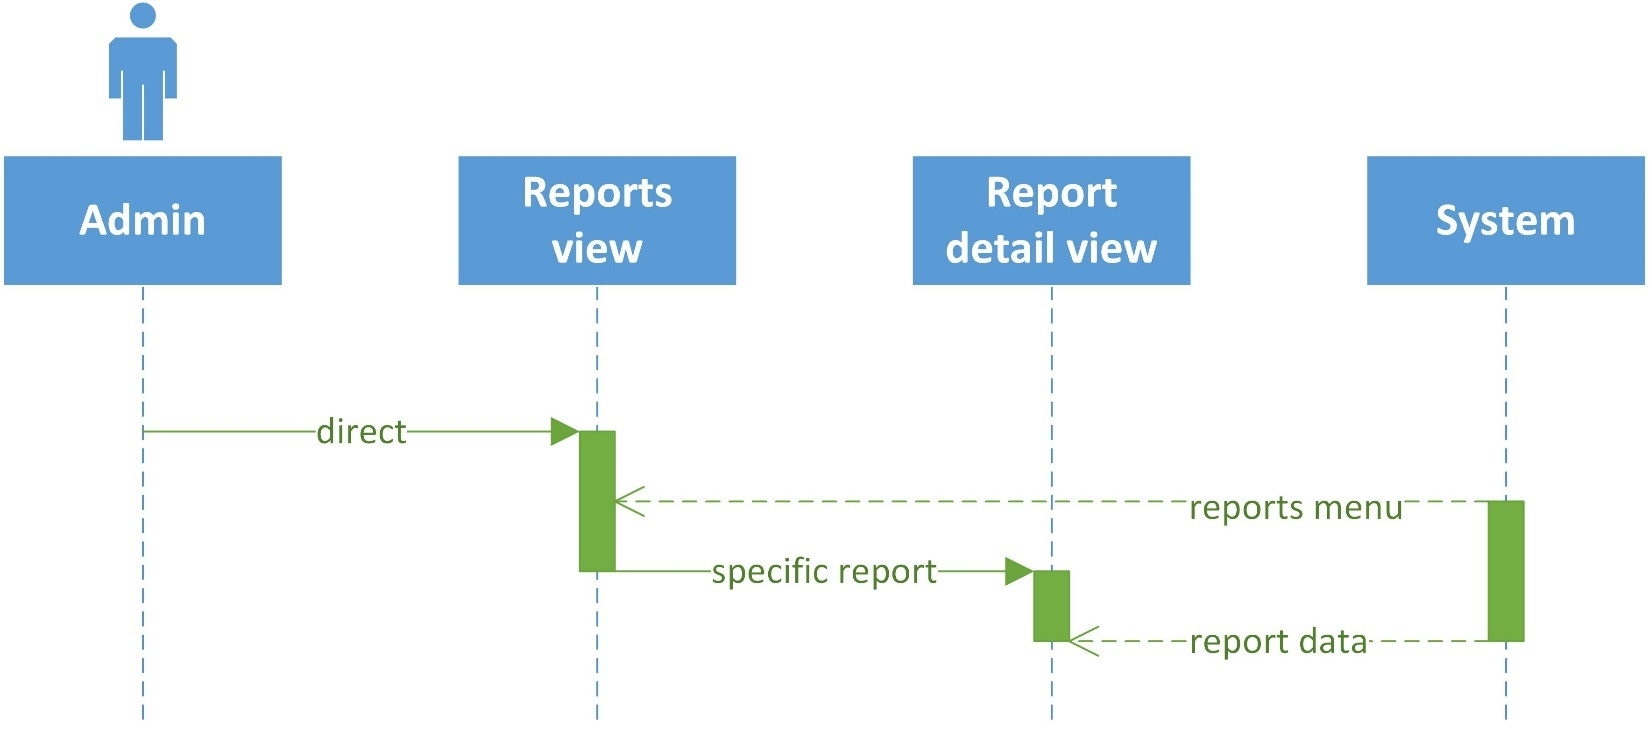 Admin
Reports
view
Report
detail view
System
direct
reports menu
specific report
report data